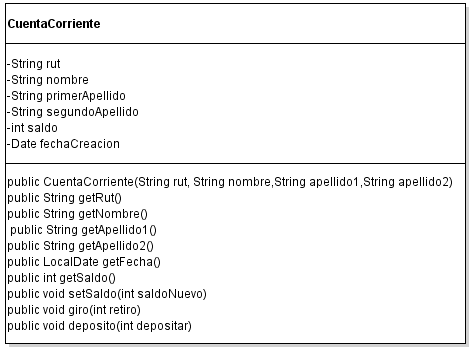 CuentaCorriente
-String rut
-String nombre
-String primerApellido
-String segundoApellido
-int saldo
-Date fechaCreacion
public CuentaCorriente(String rut, String nombre,String apellido1,String apellido2)
public String getRut()
public String getNombre()
public String getApellido1()
public String getApellido2()
public LocalDate getFecha()
public int getSaldo()
public void setSaldo(int saldoNuevo)
public void giro(int retiro)
public void deposito(int depositar)